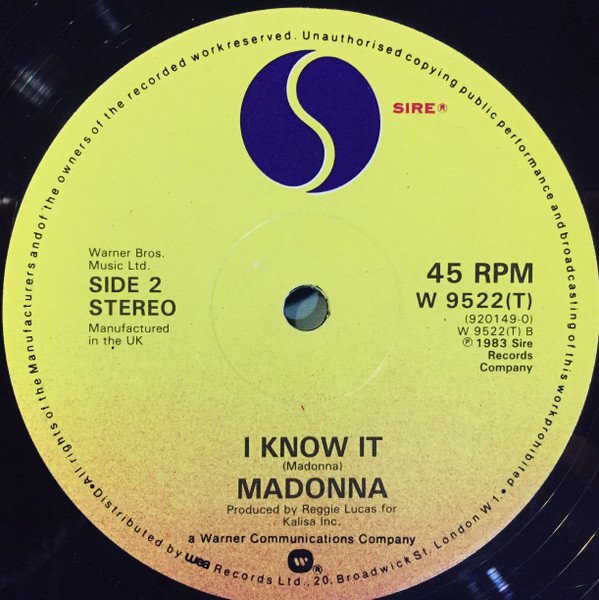 All rights of the Manufacturers and of the owners of the recorded work reserved. Unauthorised copying public performance and broadcasting of this work prohibited.
SIRE®
Warner Bros.
Music Ltd.
SIDE 2
STEREO
Manufactured
in the UK
45 RPM
W 9522(T)
(920149-0)
W 9522(T) B
℗ 1983 Sire
Records
Company
I KNOW IT
(Madonna)
MADONNA
Produced by Reggie Lucas for
Kalisa Inc.
a Warner Communications Company
•Distributed by wea Records Ltd., 20, Broadwick St. London W1.•